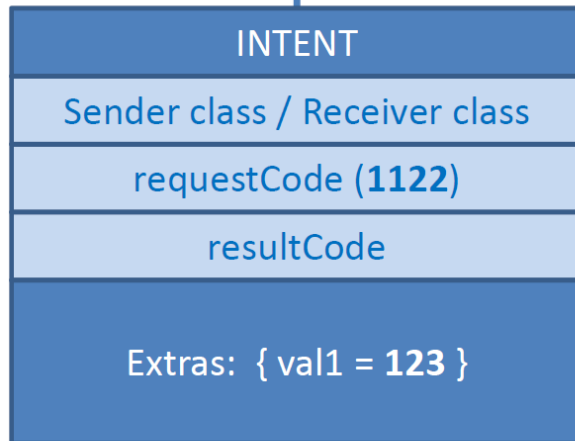 INTENT
Sender class / Receiver class
requestCode (1122)
resultCode
Extras: { val1 = 123 }